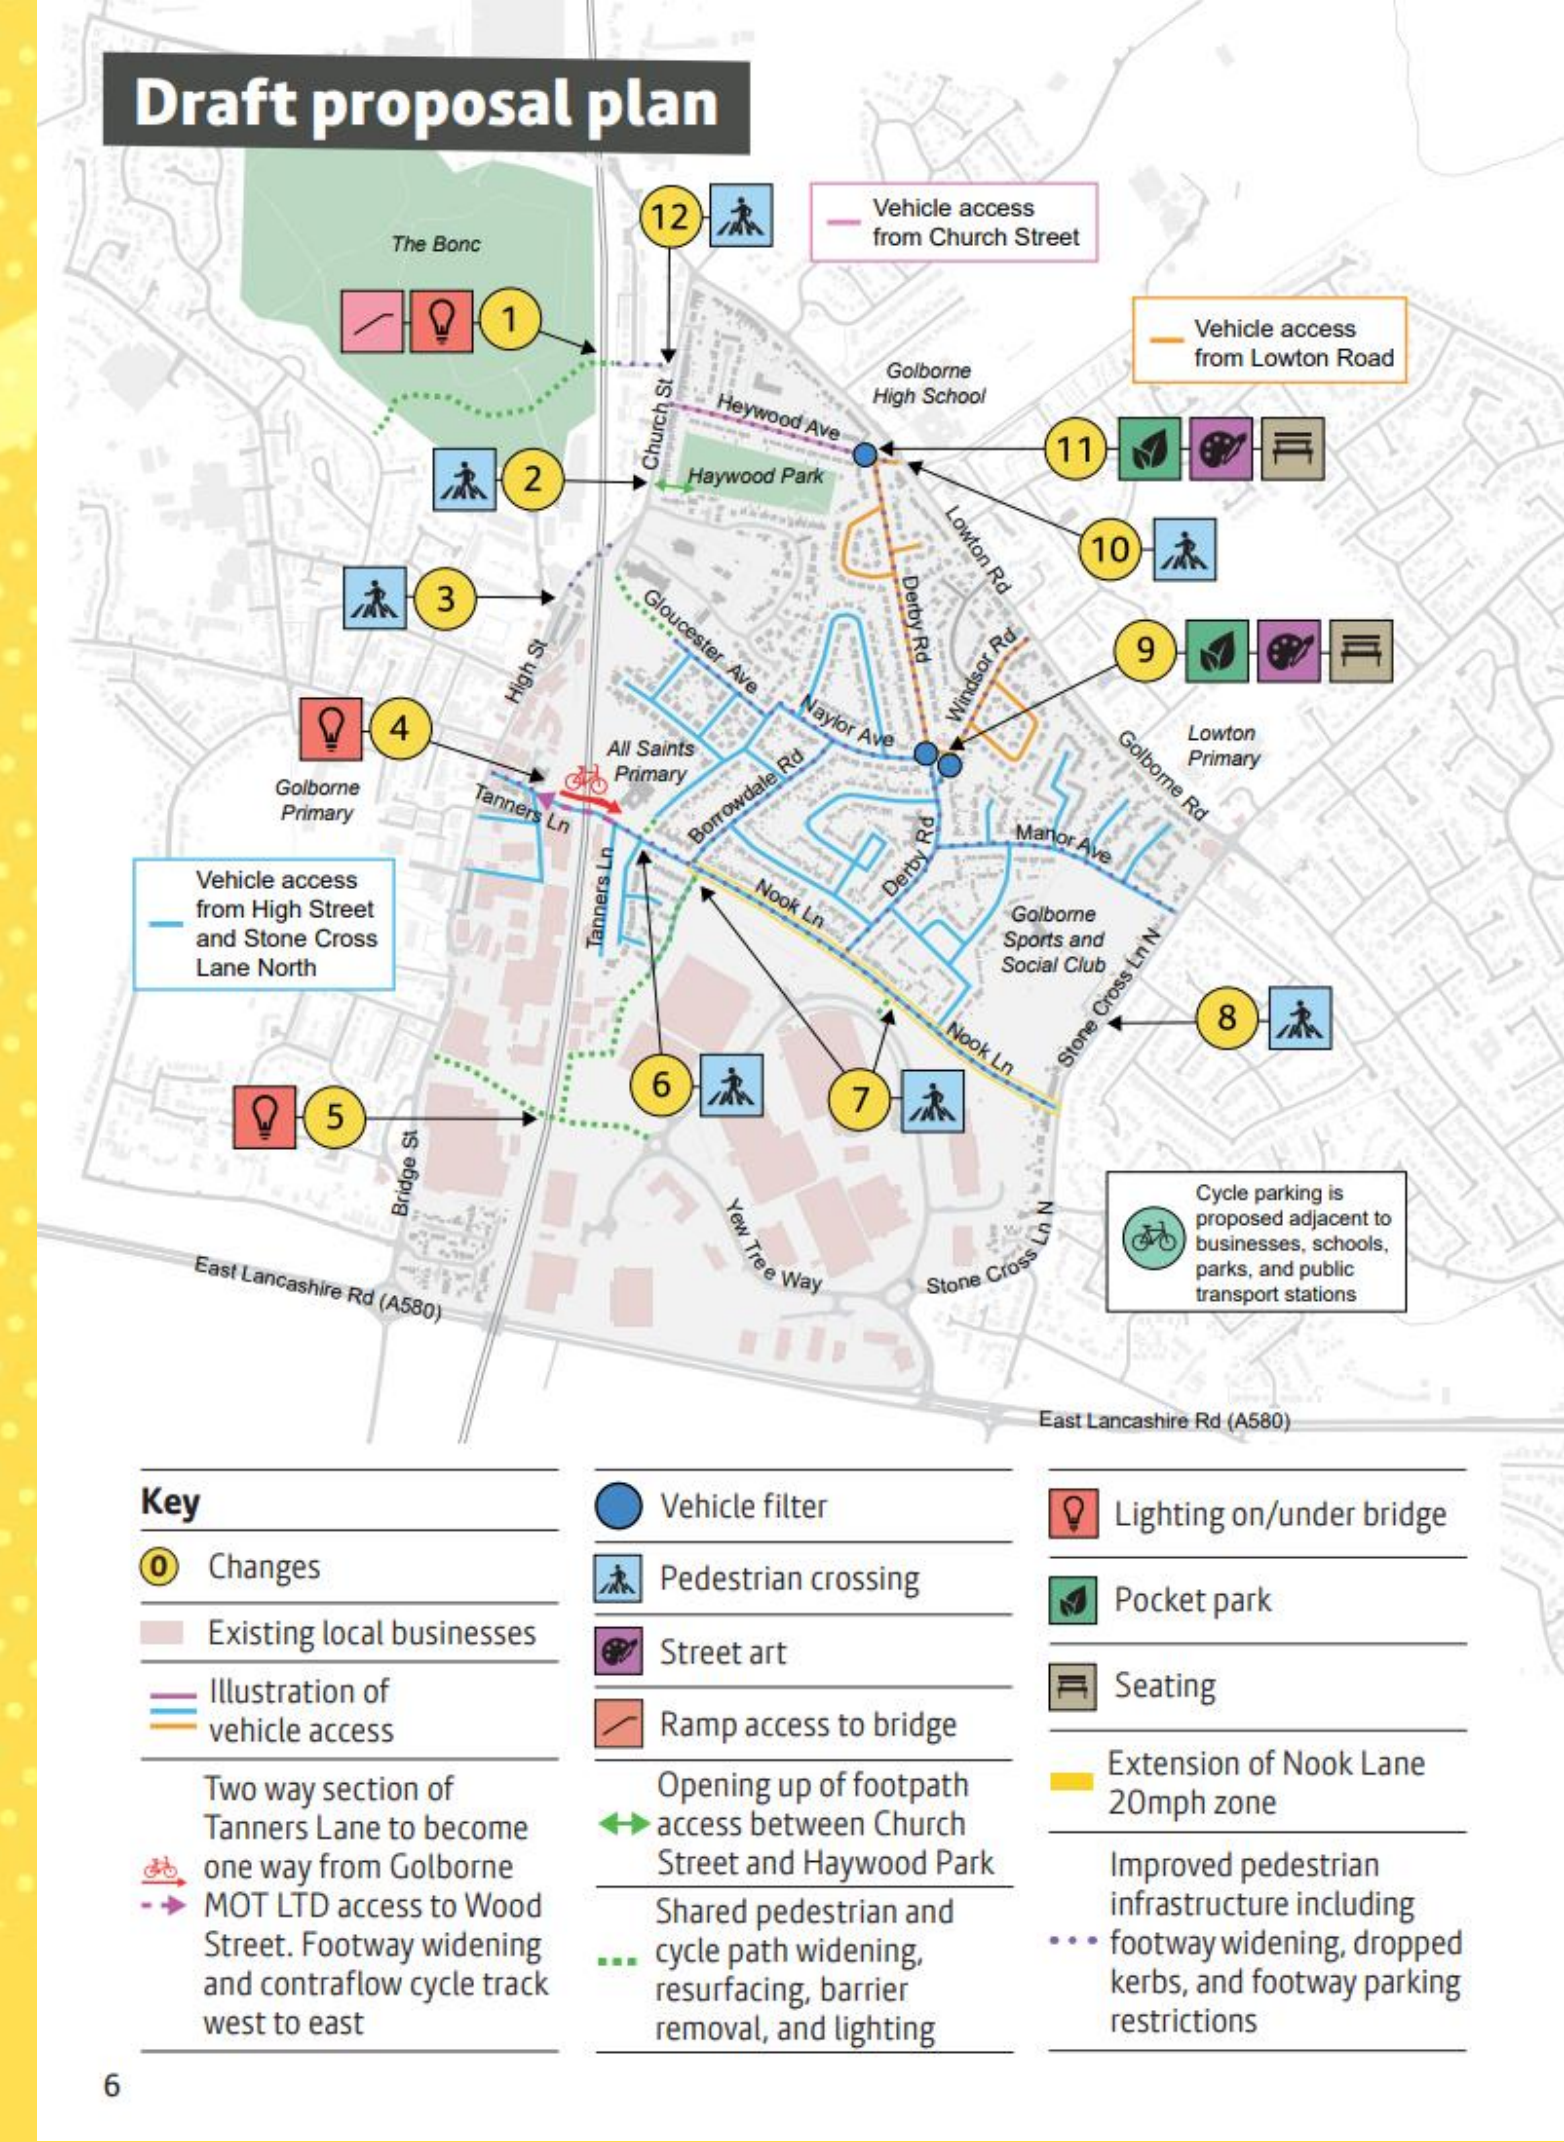 Draft proposal plan
The Bonc
12
Vehicle access
from Church Street
1
Vehicle access
from Lowton Road
Golborne
High School
Church St
Heywood Ave
11
2
Haywood Park
10
Lowton Rd
3
Gloucester Ave
Derby Rd
9
High St
Windsor Rd
4
Naylor Ave
Lowton
Primary
All Saints
Primary
Golborne Rd
Golborne
Primary
Tanners Ln
Borrowdale Rd
Manor Ave
Derby Rd
Tanners Ln
Nook Ln
Vehicle access
from High Street
and Stone Cross
Lane North
Golborne
Sports and
Social Club
Stone Cross Ln N
8
Nook Ln
6
7
5
Bridge St
Yew Tree Way
Stone Cross Ln N
Cycle parking is
proposed adjacent to
businesses, schools,
parks, and public
transport stations
East Lancashire Rd (A580)
East Lancashire Rd (A580)
Key
0 Changes
Existing local businesses
Illustration of
vehicle access
Two way section of
Tanners Lane to become
one way from Golborne
MOT LTD access to Wood
Street. Footway widening
and contraflow cycle track
west to east
Vehicle filter
Pedestrian crossing
Street art
Ramp access to bridge
Opening up of footpath
access between Church
Street and Haywood Park
Shared pedestrian and
cycle path widening,
resurfacing, barrier
removal, and lighting
Lighting on/under bridge
Pocket park
Seating
Extension of Nook Lane
20mph zone
Improved pedestrian
infrastructure including
footway widening, dropped
kerbs, and footway parking
restrictions
6